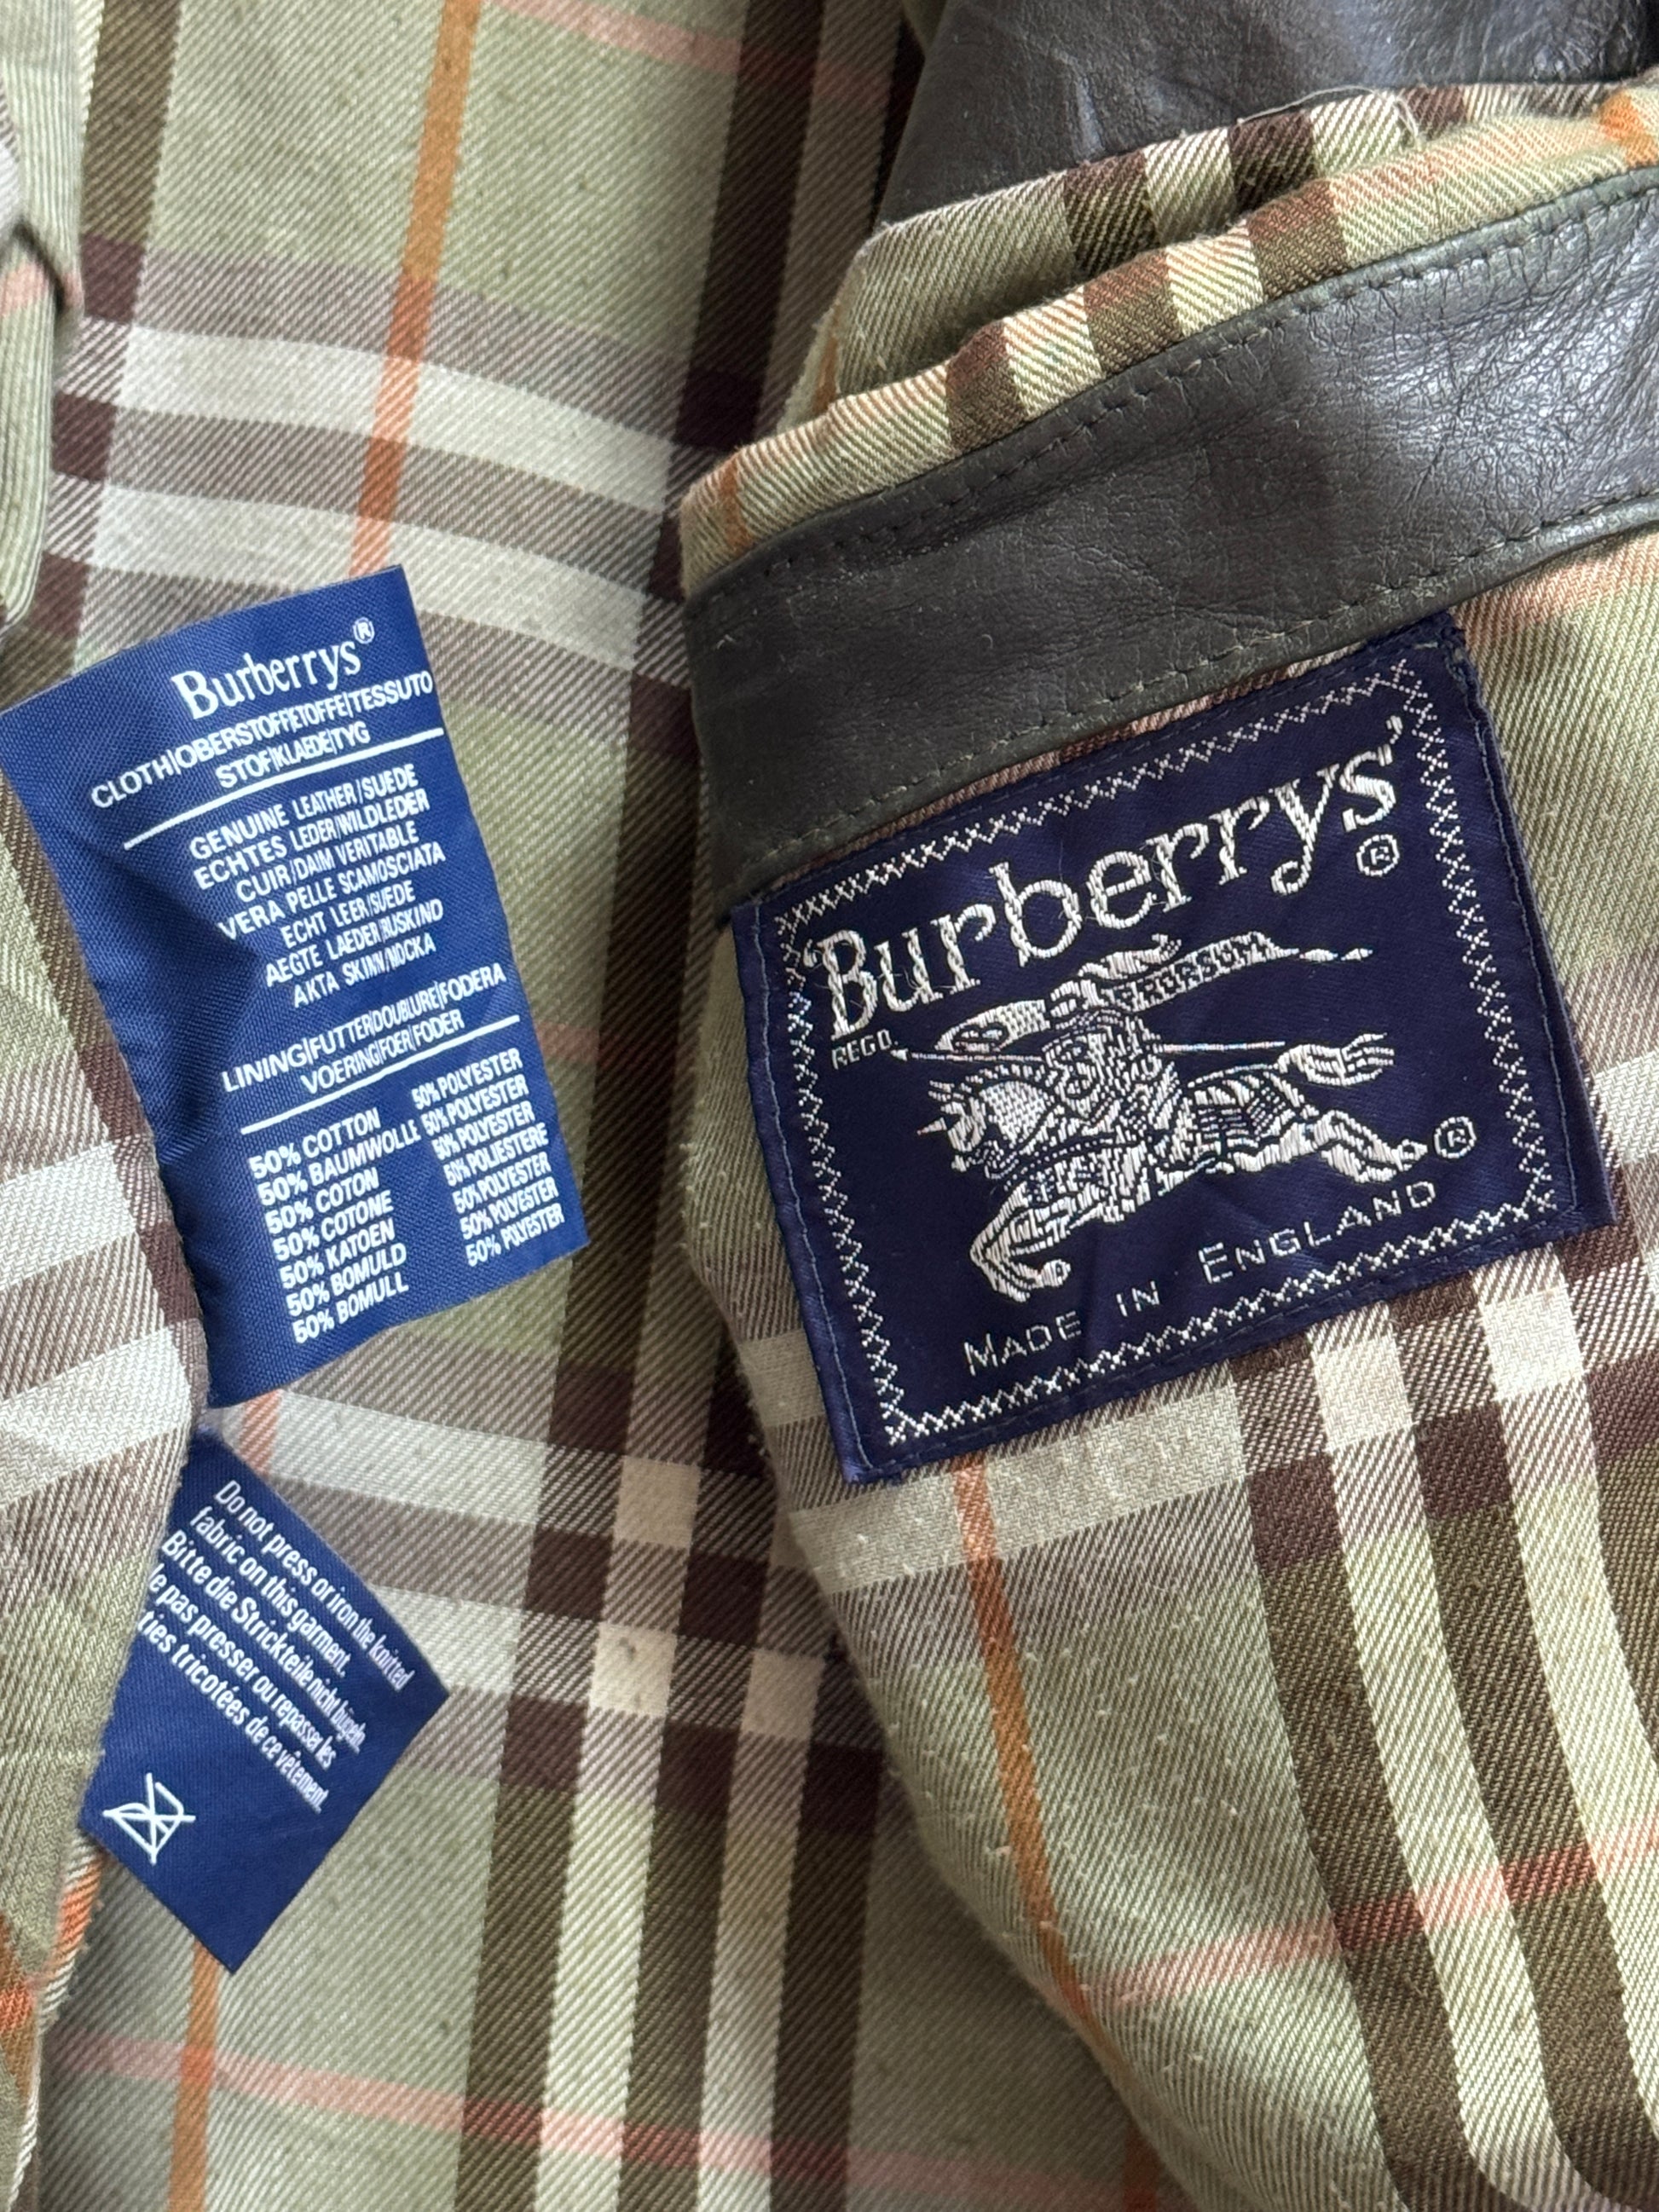 Burberrys®
CLOTH|OBERSTOFFETOFFE|TESSUTO
STOF|KLAEDE|TYG
GENUINE LEATHER/SUEDE
ECHTES LEDER/WILDLEDER
CUIR/DAIM VERITABLE
VERA PELLE SCAMOSCIATA
ECHT LEER/SUEDE
AEGTE LAEDER/RUSKIND
AKTA SKINN/MOCKA
LINING|FUTTER|DOUBLURE|FODERA
VOERING|FOER|FODER
50% COTTON 50% POLYESTER
50% BAUMWOLLE 50% POLYESTER
50% COTON 50% POLYESTER
50% COTONE 50% POLIESTERE
50% KATOEN 50% POLYESTER
50% BOMULD 50% POLYESTER
50% BOMULL 50% POLYESTER
Do not press or iron the knitted
fabric on this garment.
Bitte die Strickteile nicht bügeln.
pas presser ou repasser les
tricotées de ce vêtement.
Burberrys'®
REGD.
PRORSUM
®
MADE IN ENGLAND